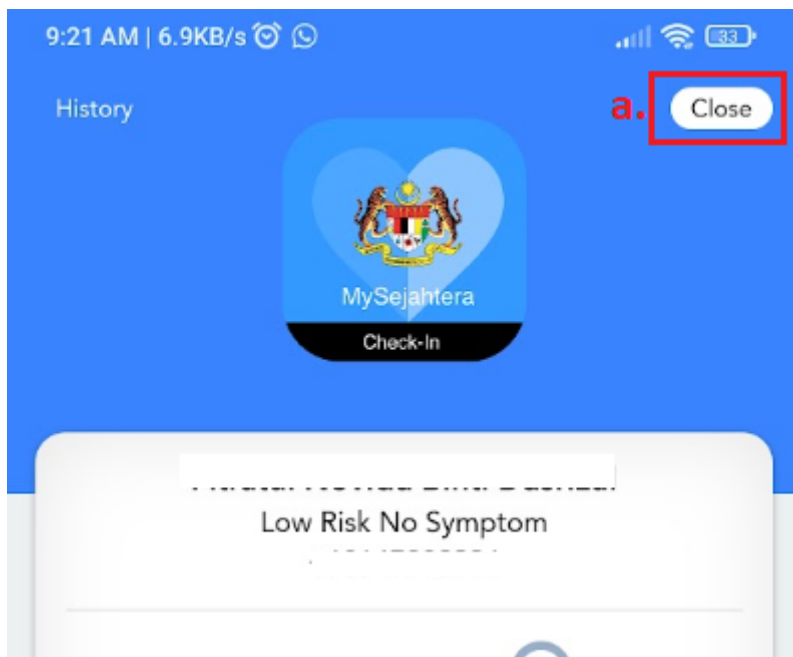 9:21 AM | 6.9KB/s
33
History
a.
Close
MySejahtera
Check-In
Low Risk No Symptom